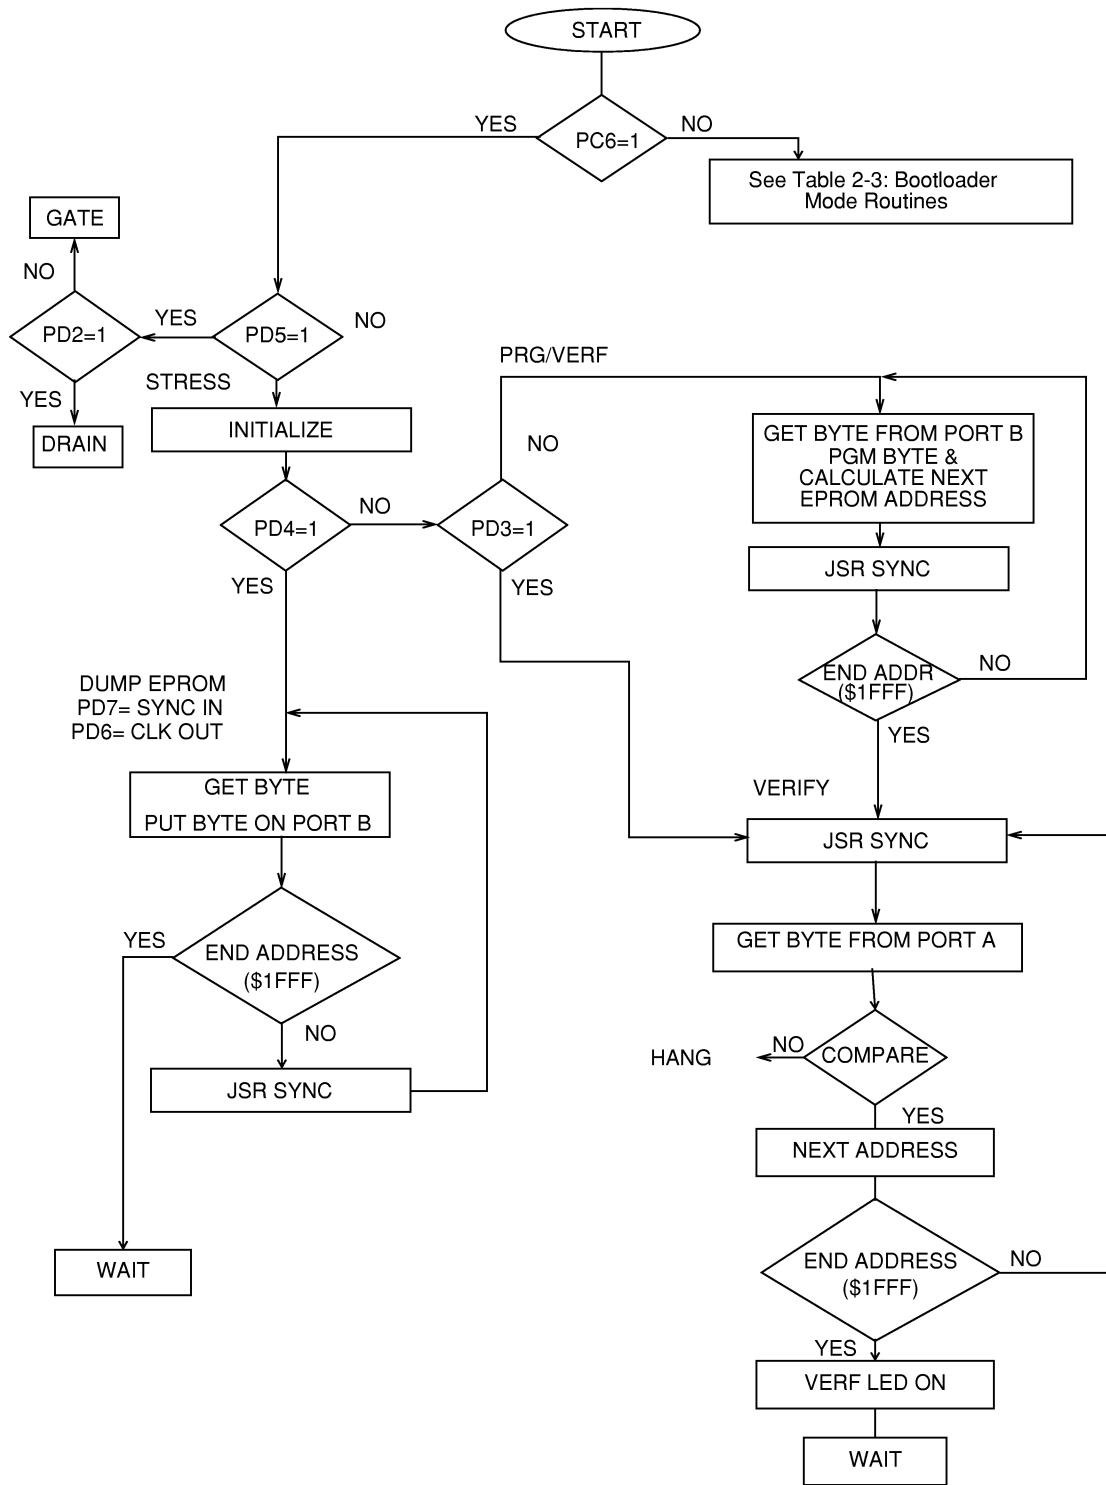 START
PC6=1
YES
NO
See Table 2-3: Bootloader
Mode Routines
GATE
NO
PD2=1
YES
PD5=1
NO
YES
DRAIN
STRESS
INITIALIZE
PD4=1
NO
PD3=1
NO
PRG/VERF
YES
YES
GET BYTE FROM PORT B
PGM BYTE &
CALCULATE NEXT
EPROM ADDRESS
JSR SYNC
END ADDR
($1FFF)
NO
YES
DUMP EPROM
PD7= SYNC IN
PD6= CLK OUT
GET BYTE
PUT BYTE ON PORT B
END ADDRESS
($1FFF)
YES
NO
JSR SYNC
WAIT
VERIFY
JSR SYNC
GET BYTE FROM PORT A
HANG
NO
COMPARE
YES
NEXT ADDRESS
END ADDRESS
($1FFF)
NO
YES
VERF LED ON
WAIT